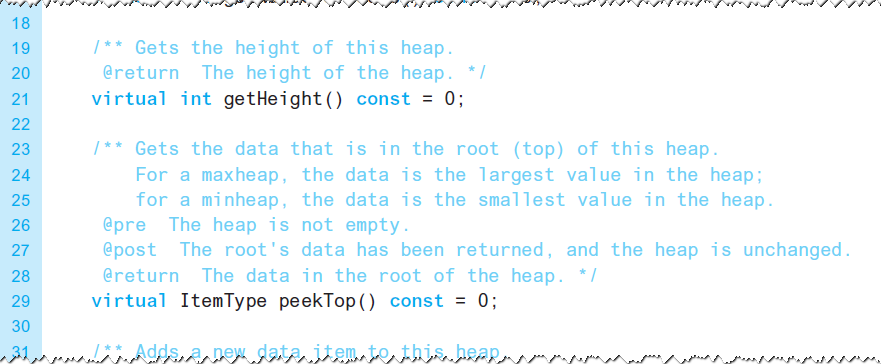 18
19 /** Gets the height of this heap.
20 @return The height of the heap. */
21 virtual int getHeight() const = 0;
22
23 /** Gets the data that is in the root (top) of this heap.
24 For a maxheap, the data is the largest value in the heap;
25 for a minheap, the data is the smallest value in the heap.
26 @pre The heap is not empty.
27 @post The root's data has been returned, and the heap is unchanged.
28 @return The data in the root of the heap. */
29 virtual ItemType peekTop() const = 0;
30
31 /** Adds a new data item to this heap